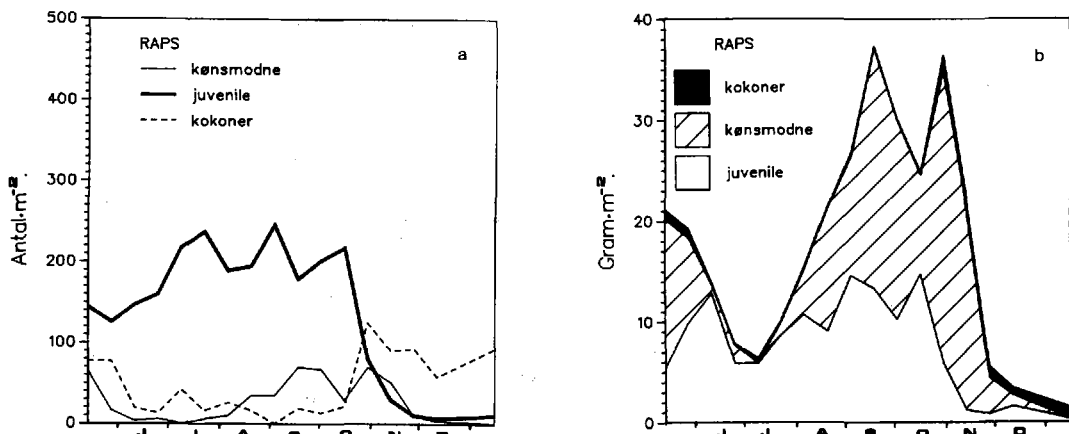 500
400
300
200
100
0
Antal·m⁻².
RAPS
kønsmodne
juvenile
kokoner
a
40
30
20
10
0
Gram·m⁻².
RAPS
kokoner
kønsmodne
juvenile
b